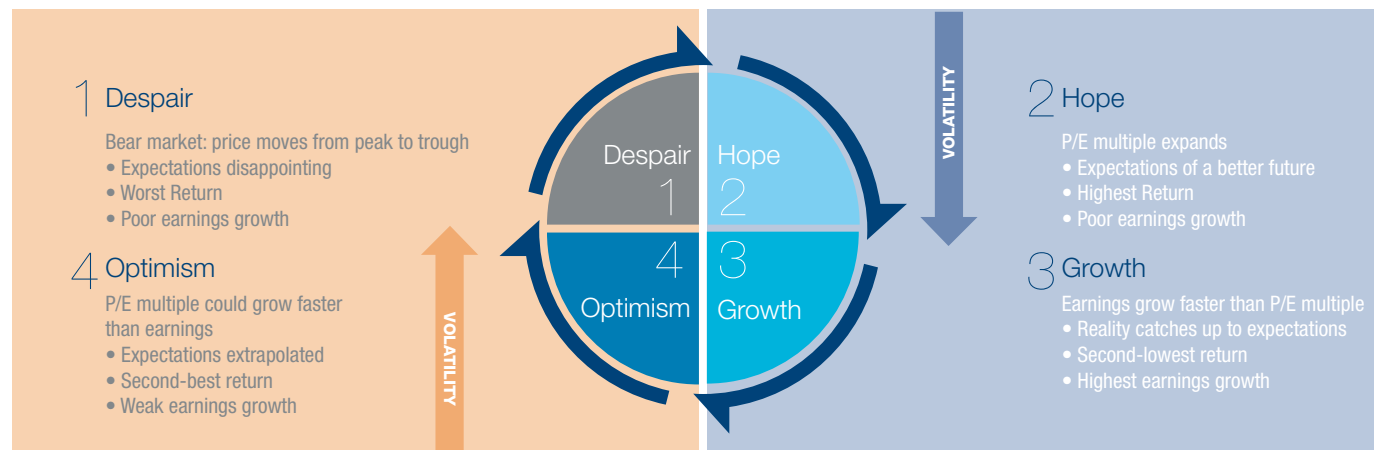 1 Despair
Bear market: price moves from peak to trough
• Expectations disappointing
• Worst Return
• Poor earnings growth
4 Optimism
P/E multiple could grow faster
than earnings
• Expectations extrapolated
• Second-best return
• Weak earnings growth
VOLATILITY
Despair
1
Hope
2
4
Optimism
3
Growth
VOLATILITY
2 Hope
P/E multiple expands
• Expectations of a better future
• Highest Return
• Poor earnings growth
3 Growth
Earnings grow faster than P/E multiple
• Reality catches up to expectations
• Second-lowest return
• Highest earnings growth